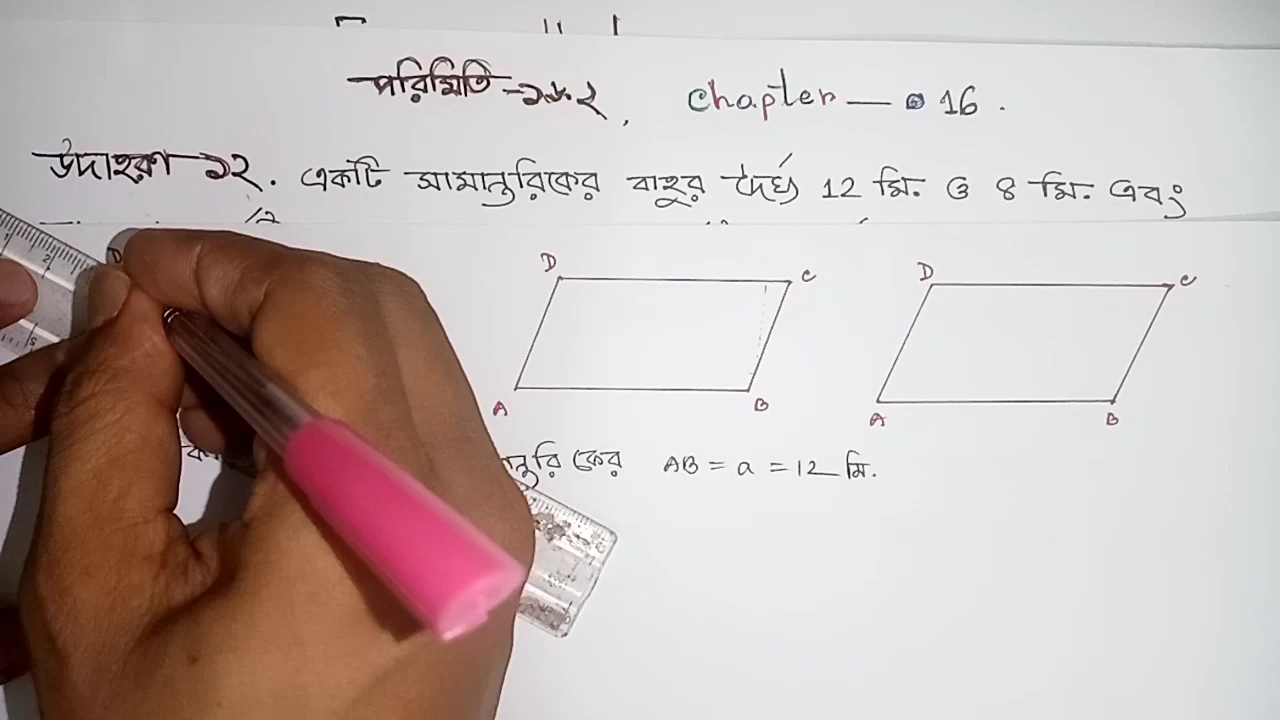 পরিমিতি -১৬.২, Chapter — 16.
উদাহরণ ১২. একটি সামান্তরিকের বাহুর দৈর্ঘ্য 12 মি. ও 8 মি. এবং
D
D C D C
A B A B
AB = a = 12 মি.